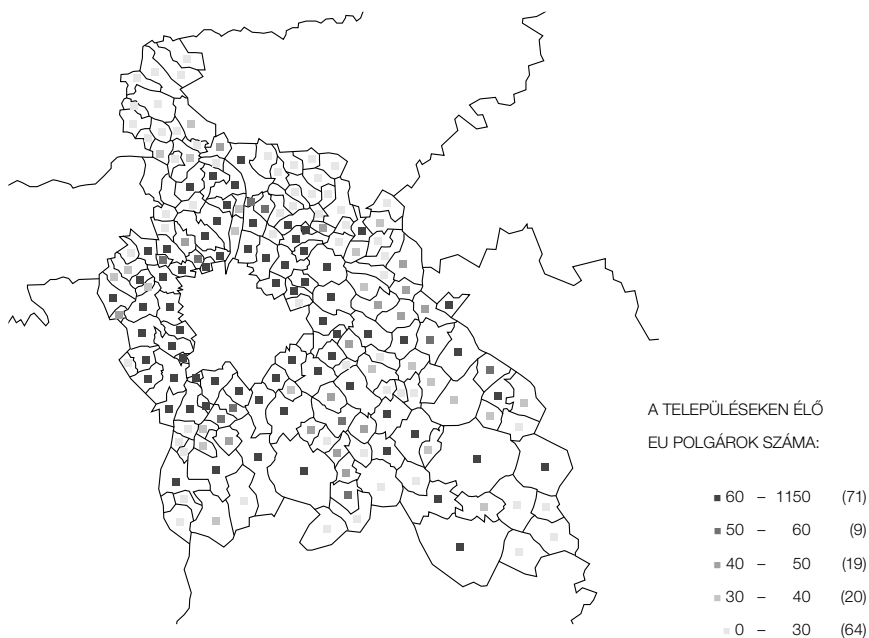 A TELEPÜLÉSEKEN ÉLŐ
EU POLGÁROK SZÁMA:
60 – 1150 (71)
50 – 60 (9)
40 – 50 (19)
30 – 40 (20)
0 – 30 (64)